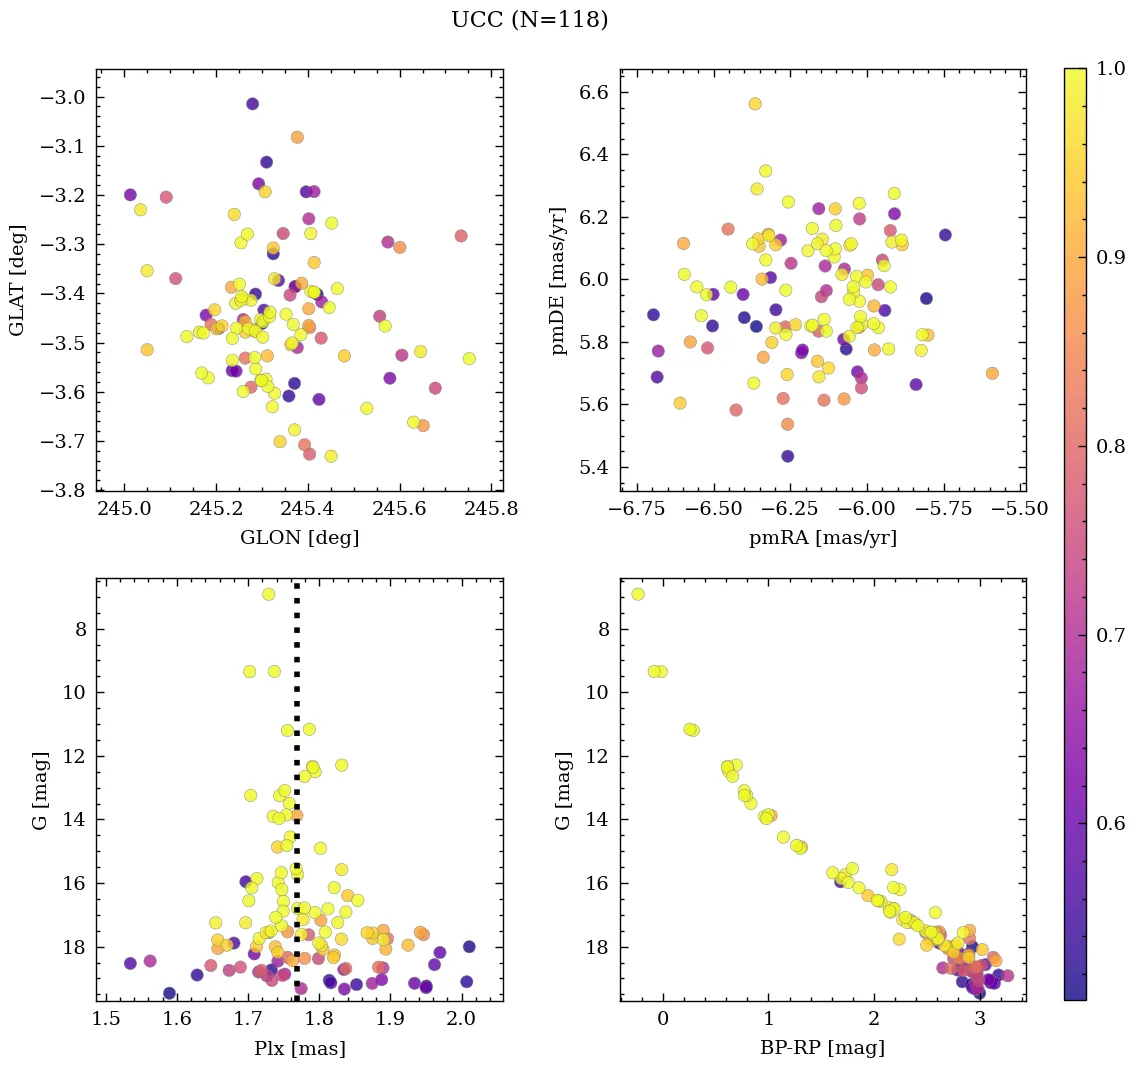 UCC (N=118)
−3.0
−3.1
−3.2
−3.3
−3.4
−3.5
−3.6
−3.7
−3.8
GLAT [deg]
245.0 245.2 245.4 245.6 245.8
GLON [deg]
6.6
6.4
6.2
6.0
5.8
5.6
5.4
pmDE [mas/yr]
−6.75 −6.50 −6.25 −6.00 −5.75 −5.50
pmRA [mas/yr]
8
10
12
14
16
18
G [mag]
1.5 1.6 1.7 1.8 1.9 2.0
Plx [mas]
8
10
12
14
16
18
G [mag]
0 1 2 3
BP-RP [mag]
1.0
0.9
0.8
0.7
0.6